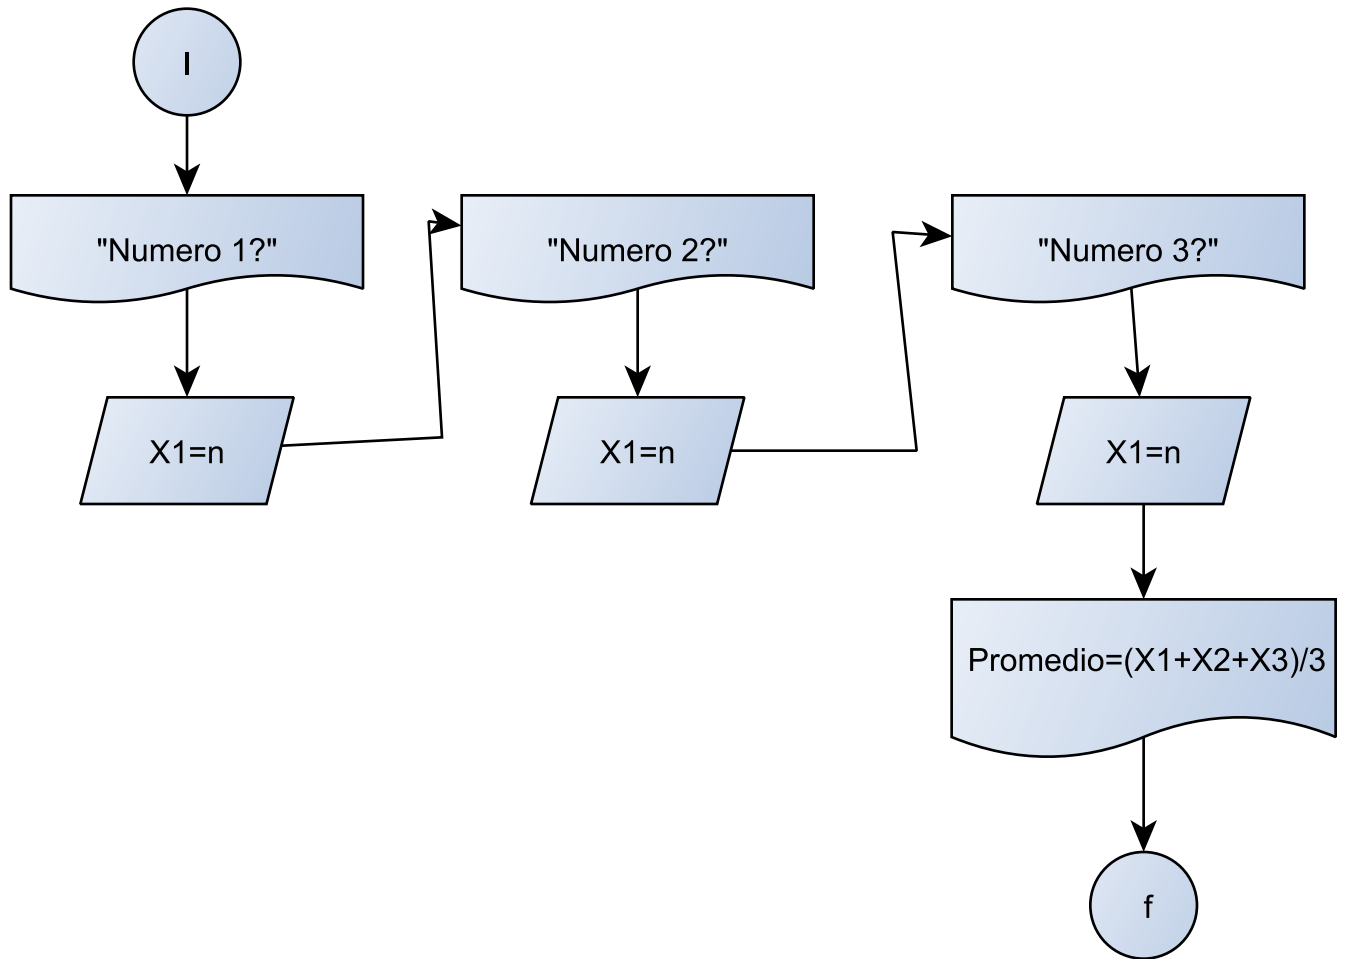 I
"Numero 1?"
X1=n
"Numero 2?"
X1=n
"Numero 3?"
X1=n
Promedio=(X1+X2+X3)/3
f